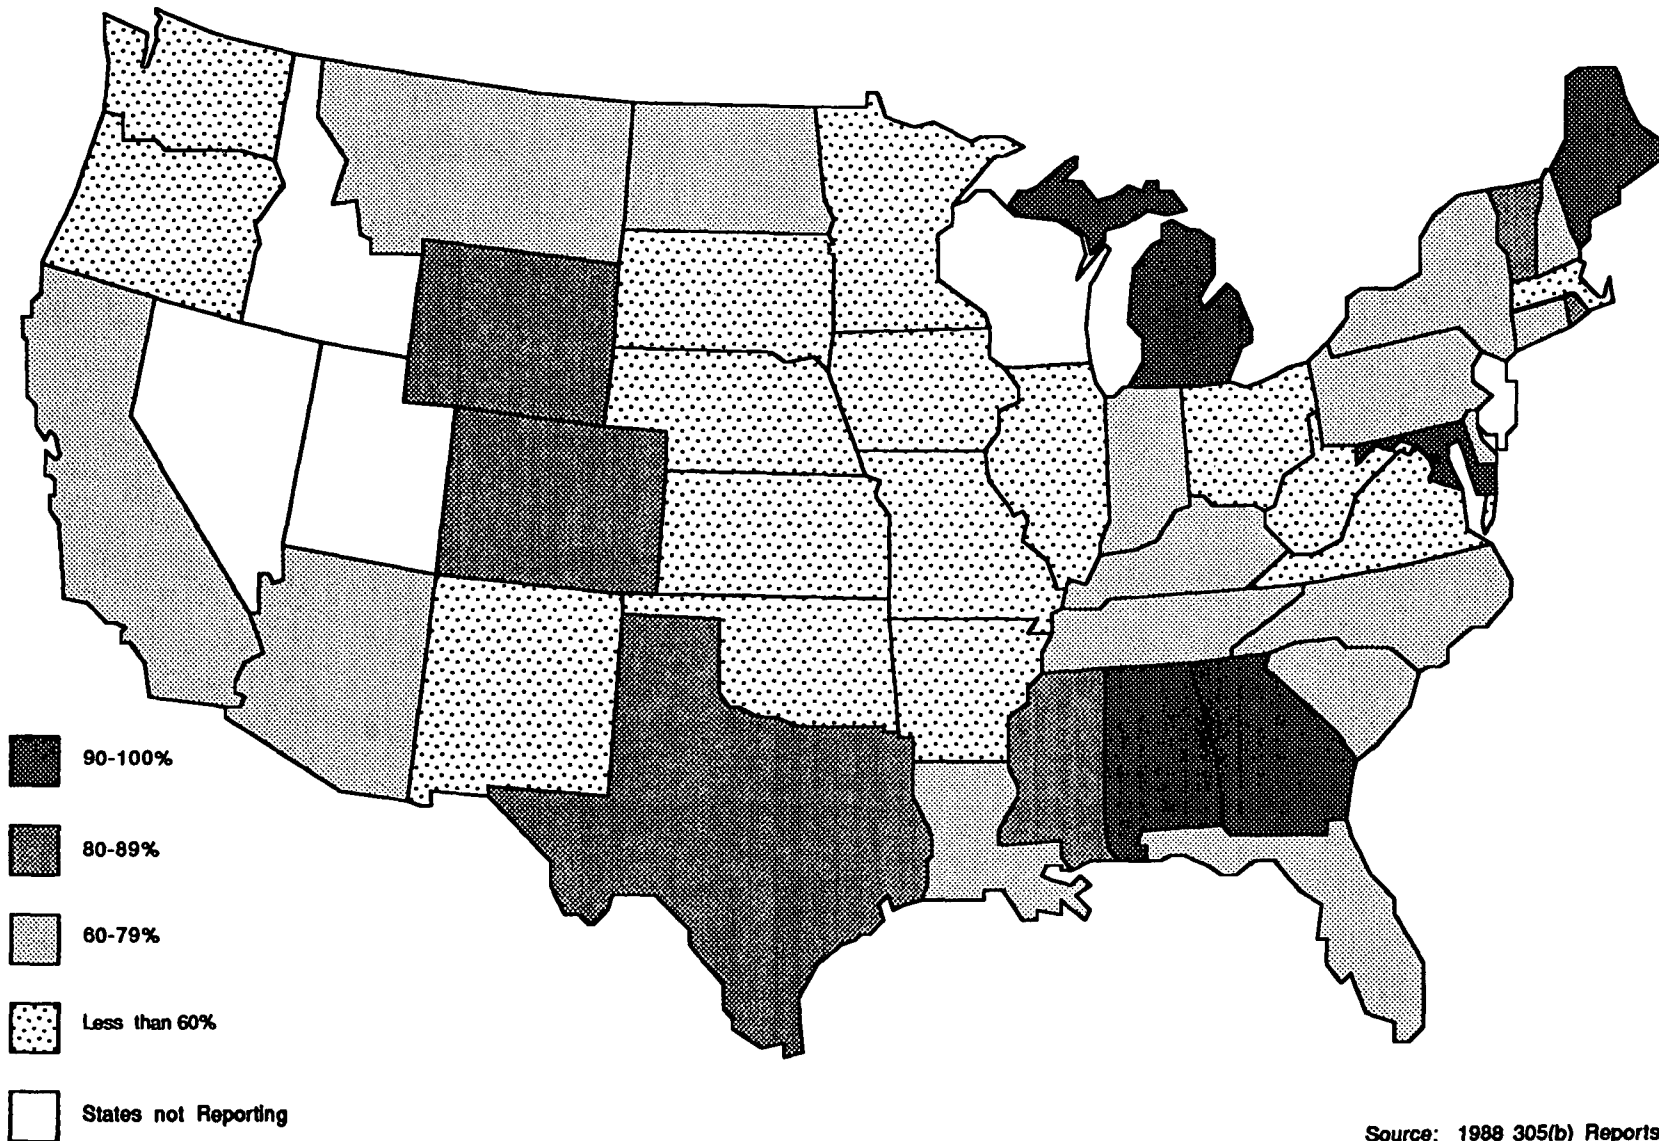 90-100%
80-89%
60-79%
Less than 60%
States not Reporting
Source: 1988 305(b) Reports